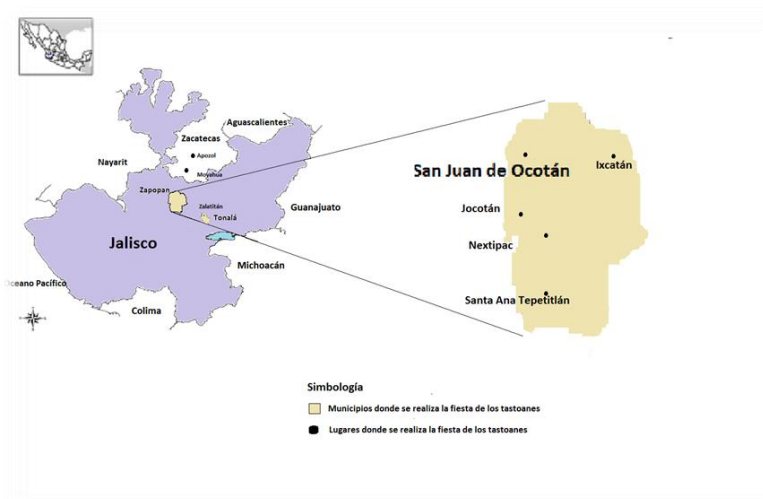 Aguascalientes
Zacatecas
Apozol
Nayarit
Moyahua
Zapopan
Zalatitán
Tonalá
Guanajuato
Jalisco
Michoacán
Oceano Pacífico
Colima
San Juan de Ocotán
Ixcatán
Jocotán
Nextipac
Santa Ana Tepetitlán
Simbología
Municipios donde se realiza la fiesta de los tastoanes
Lugares donde se realiza la fiesta de los tastoanes